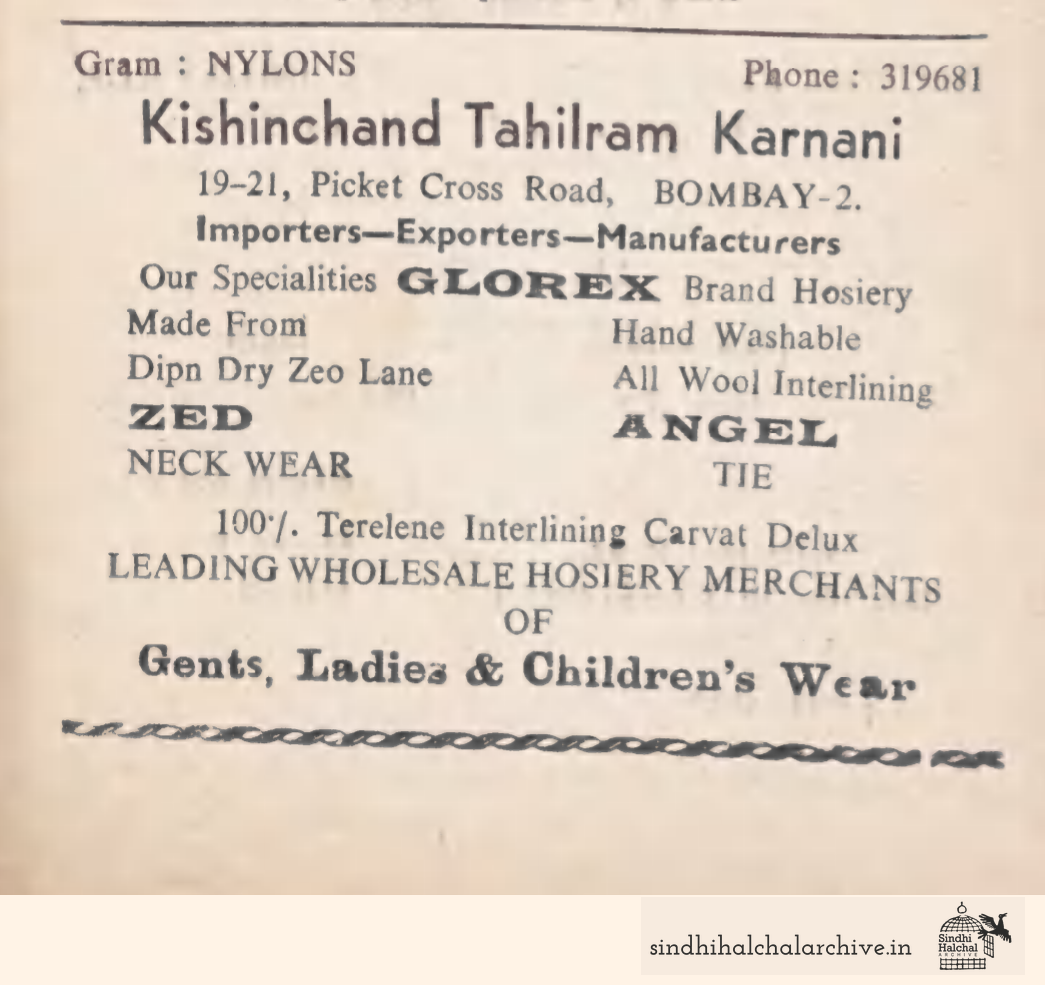 Gram : NYLONS Phone : 319681
Kishinchand Tahilram Karnani
19-21, Picket Cross Road, BOMBAY-2.
Importers—Exporters—Manufacturers
Our Specialities GLOREX Brand Hosiery
Made From Hand Washable
Dipn Dry Zeo Lane All Wool Interlining
ZED ANGEL
NECK WEAR TIE
100·/. Terelene Interlining Carvat Delux
LEADING WHOLESALE HOSIERY MERCHANTS
OF
Gents, Ladies & Children's Wear
sindhihalchalarchive.in
Sindhi
Halchal
ARCHIVE